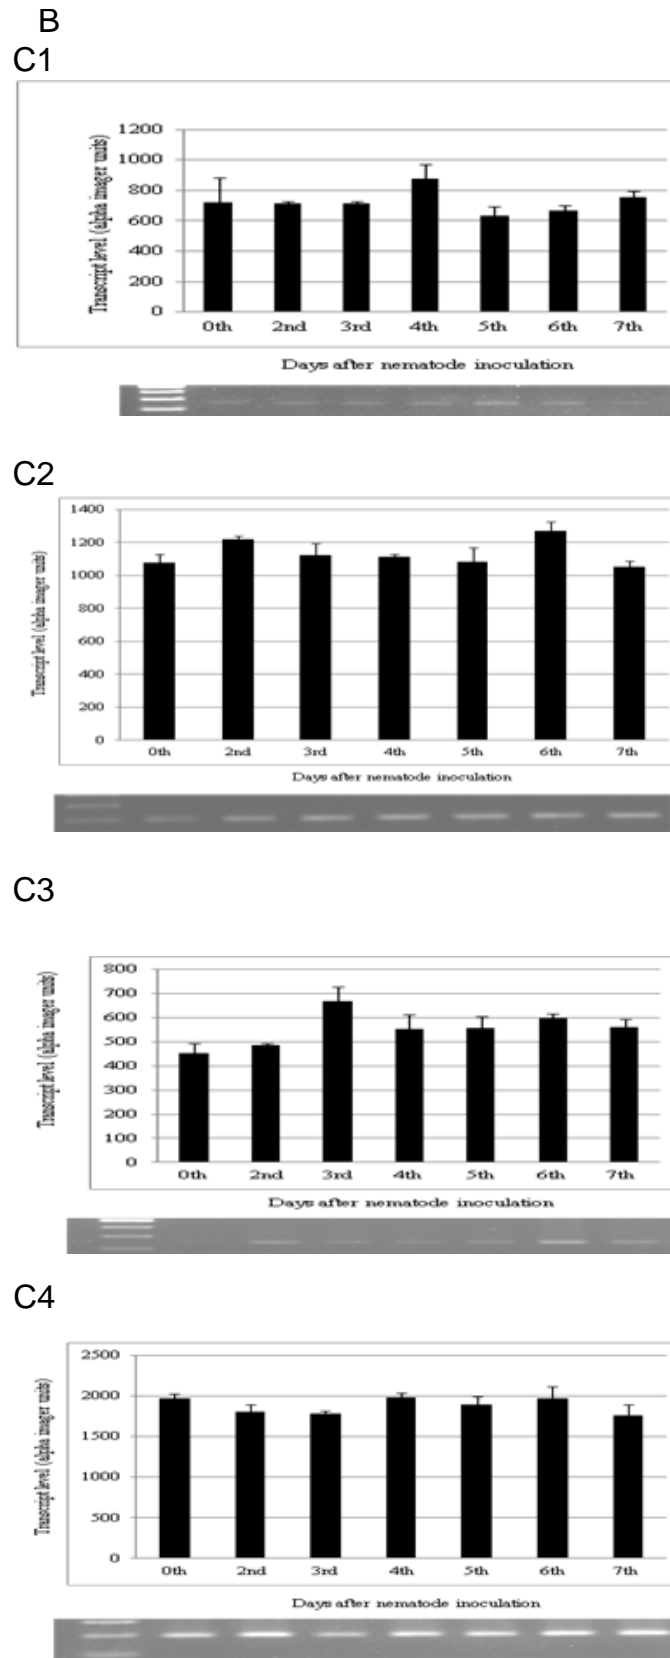 B
C1
Transcript level (alpha imager units)
1200
1000
800
600
400
200
0
0th 2nd 3rd 4th 5th 6th 7th
Days after nematode inoculation
C2
Transcript level (alpha imager units)
1400
1200
1000
800
600
400
200
0
0th 2nd 3rd 4th 5th 6th 7th
Days after nematode inoculation
C3
Transcript level (alpha imager units)
800
700
600
500
400
300
200
100
0
0th 2nd 3rd 4th 5th 6th 7th
Days after nematode inoculation
C4
Transcript level (alpha imager units)
2500
2000
1500
1000
500
0
0th 2nd 3rd 4th 5th 6th 7th
Days after nematode inoculation